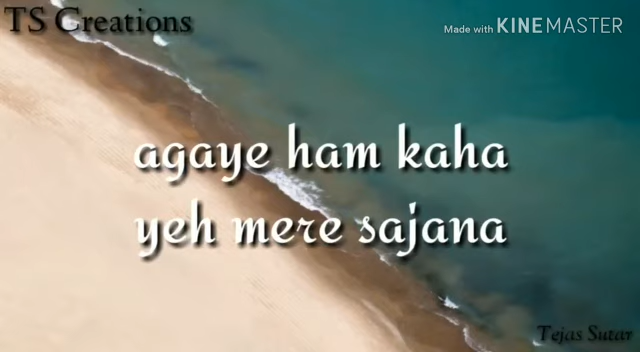 TS Creations
Made with KINEMASTER
agaye ham kaha
yeh mere sajana
Tejas Sutar